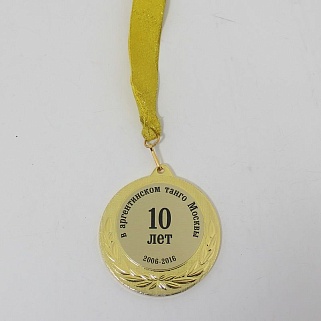 в аргентинском танго Москвы
10
лет
2006-2016